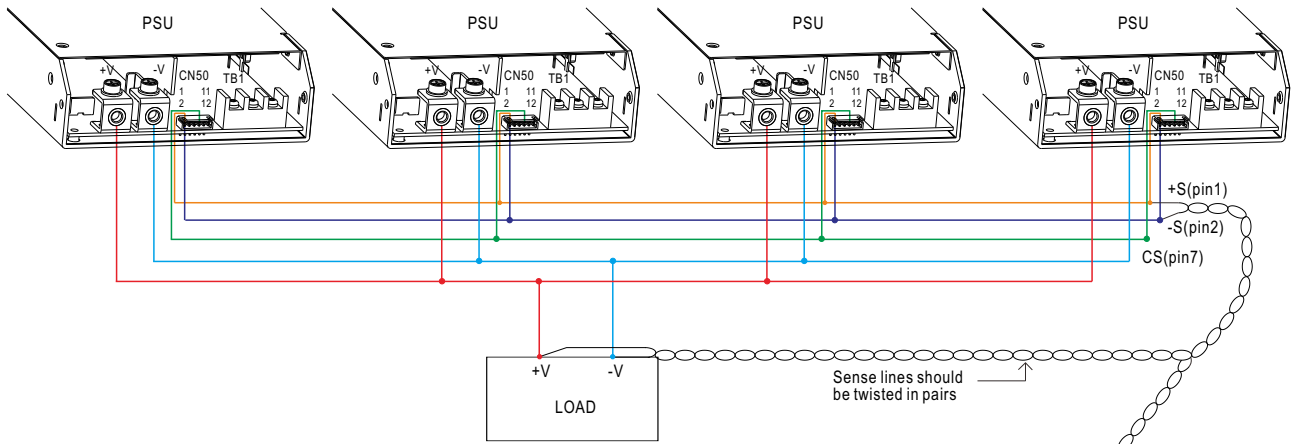 PSU PSU PSU PSU
+V -V CN50 1 11 2 12
+V -V CN50 TB1 1 11 2 12
+V -V CN50 TB1 1 11 2 12
+V -V CN50 TB1 1 11 2 12
TB1
+S(pin1)
-S(pin2)
CS(pin7)
+V -V
LOAD
Sense lines should
be twisted in pairs